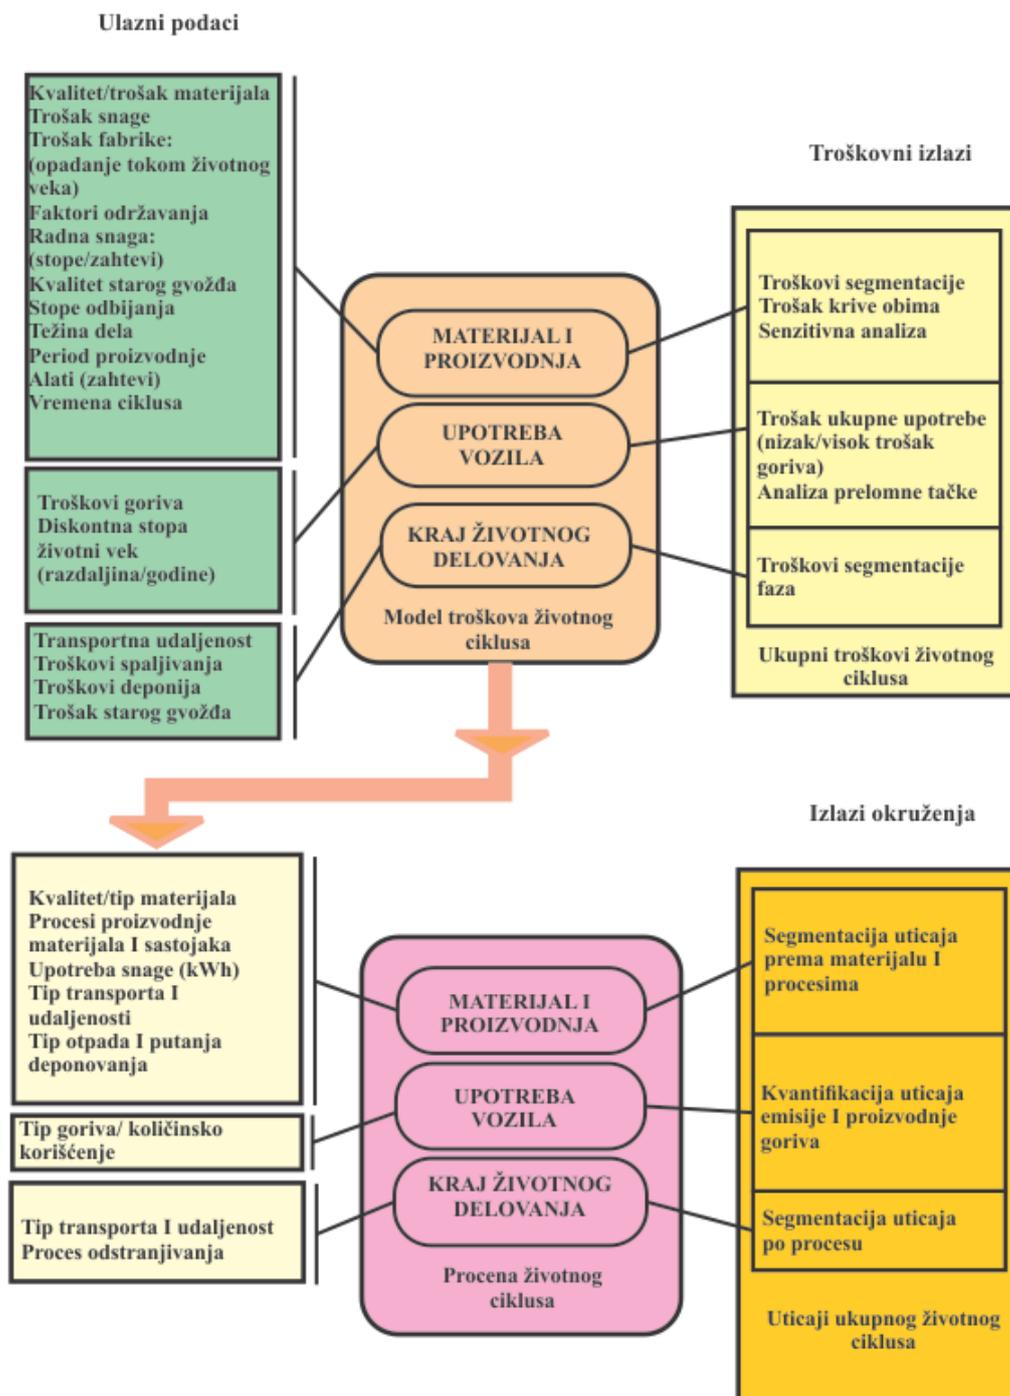 Ulazni podaci
Kvalitet/trošak materijala
Trošak snage
Trošak fabrike:
(opadanje tokom životnog
veka)
Faktori održavanja
Radna snaga:
(stope/zahtevi)
Kvalitet starog gvožđa
Stope odbijanja
Težina dela
Period proizvodnje
Alati (zahtevi)
Vremena ciklusa
Troškovi goriva
Diskontna stopa
životni vek
(razdaljina/godine)
Transportna udaljenost
Troškovi spaljivanja
Troškovi deponija
Trošak starog gvožđa
MATERIJAL I
PROIZVODNJA
UPOTREBA
VOZILA
KRAJ ŽIVOTNOG
DELOVANJA
Model troškova životnog
ciklusa
Troškovni izlazi
Troškovi segmentacije
Trošak krive obima
Senzitivna analiza
Trošak ukupne upotrebe
(nizak/visok trošak
goriva)
Analiza prelomne tačke
Troškovi segmentacije
faza
Ukupni troškovi životnog
ciklusa
Kvalitet/tip materijala
Procesi proizvodnje
materijala I sastojaka
Upotreba snage (kWh)
Tip transporta I
udaljenosti
Tip otpada I putanja
deponovanja
Tip goriva/ količinsko
korišćenje
Tip transporta I udaljenost
Proces odstranjivanja
MATERIJAL I
PROIZVODNJA
UPOTREBA
VOZILA
KRAJ ŽIVOTNOG
DELOVANJA
Procena životnog
ciklusa
Izlazi okruženja
Segmentacija uticaja
prema materijalu I
procesima
Kvantifikacija uticaja
emisije I proizvodnje
goriva
Segmentacija uticaja
po procesu
Uticaji ukupnog životnog
ciklusa